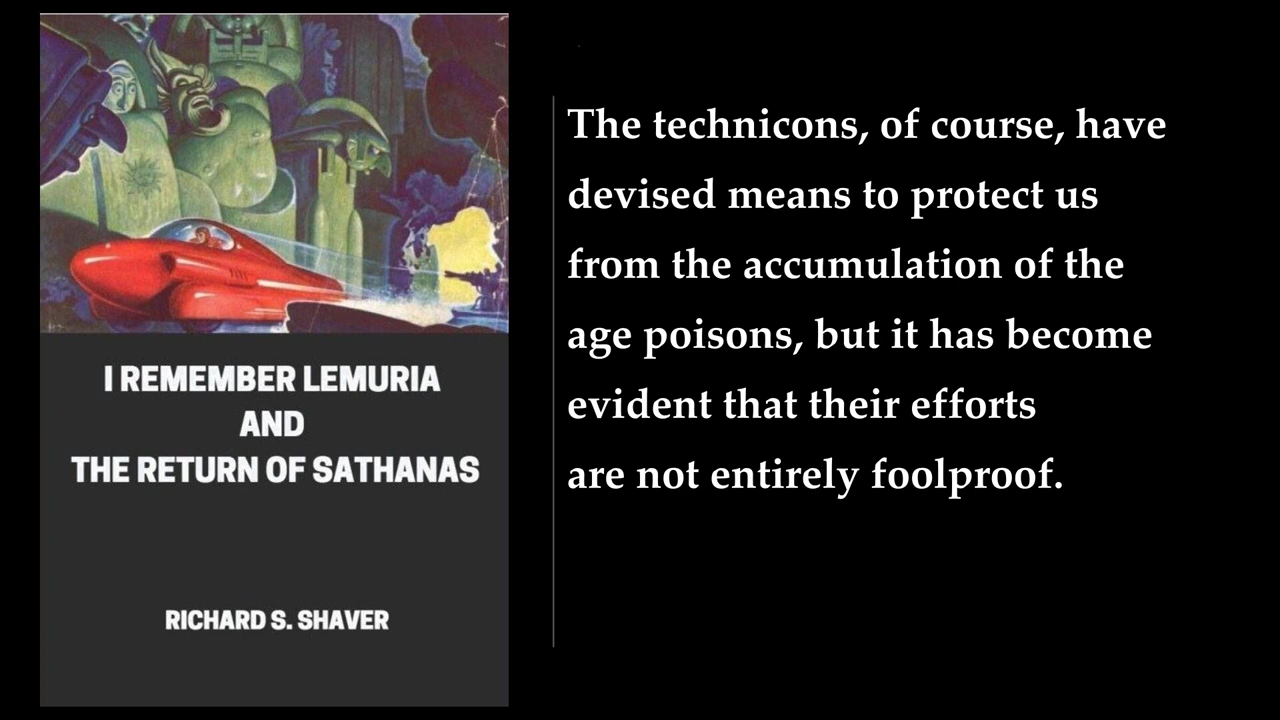 I REMEMBER LEMURIA
AND
THE RETURN OF SATHANAS
RICHARD S. SHAVER
The technicons, of course, have
devised means to protect us
from the accumulation of the
age poisons, but it has become
evident that their efforts
are not entirely foolproof.